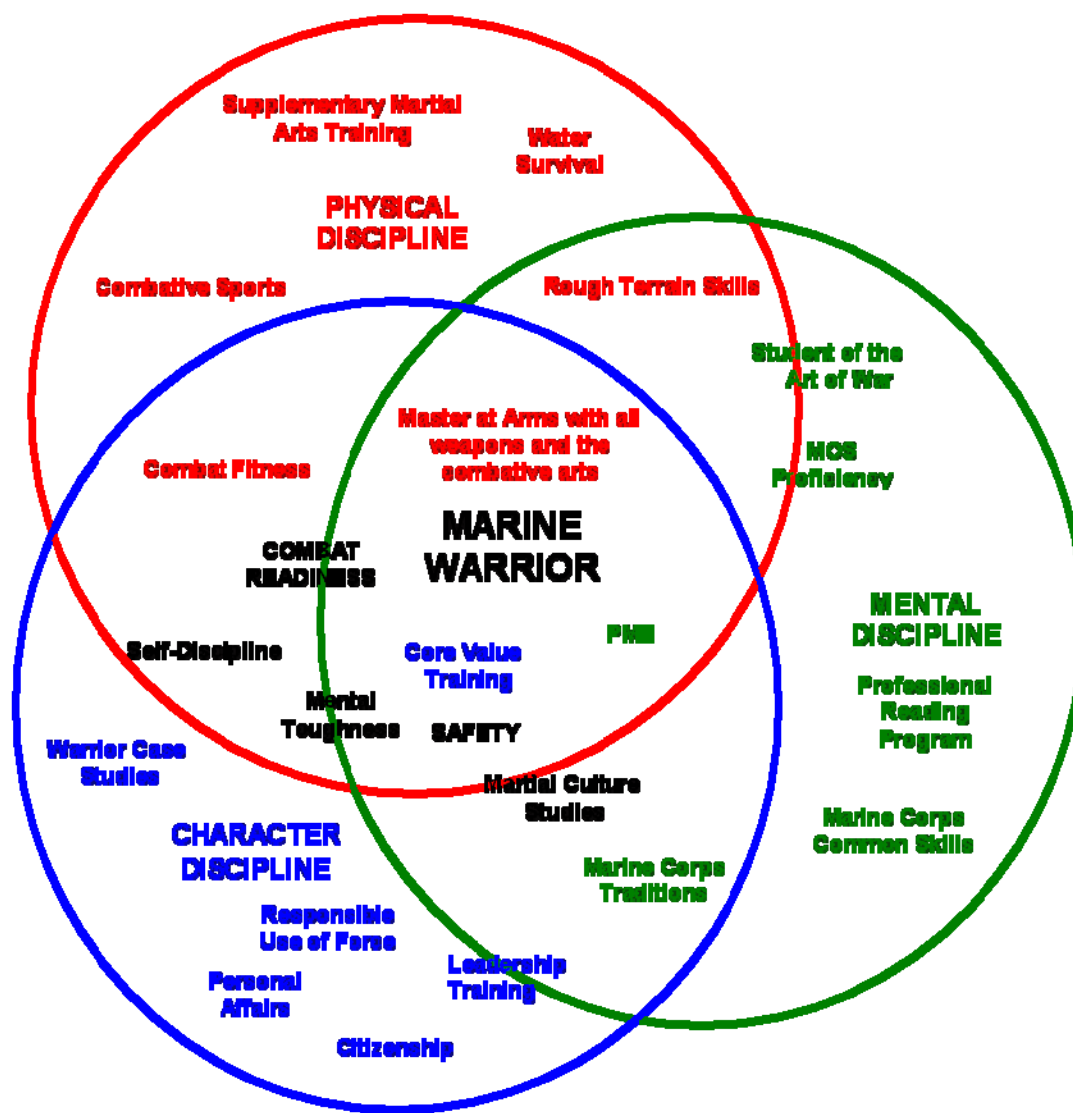 Supplementary Martial
Arts Training
Water
Survival
PHYSICAL
DISCIPLINE
Combative Sports
Rough Terrain Skills
Student of the
Art of War
Master at Arms with all
weapons and the
combative arts
Combat Fitness
MOS
Proficiency
MARINE
WARRIOR
COMBAT
READINESS
MENTAL
DISCIPLINE
PME
Self-Discipline
Core Value
Training
Professional
Reading
Program
Mental
Toughness
SAFETY
Warrior Case
Studies
Martial Culture
Studies
Marine Corps
Common Skills
CHARACTER
DISCIPLINE
Marine Corps
Traditions
Responsible
Use of Force
Leadership
Training
Personal
Affairs
Citizenship